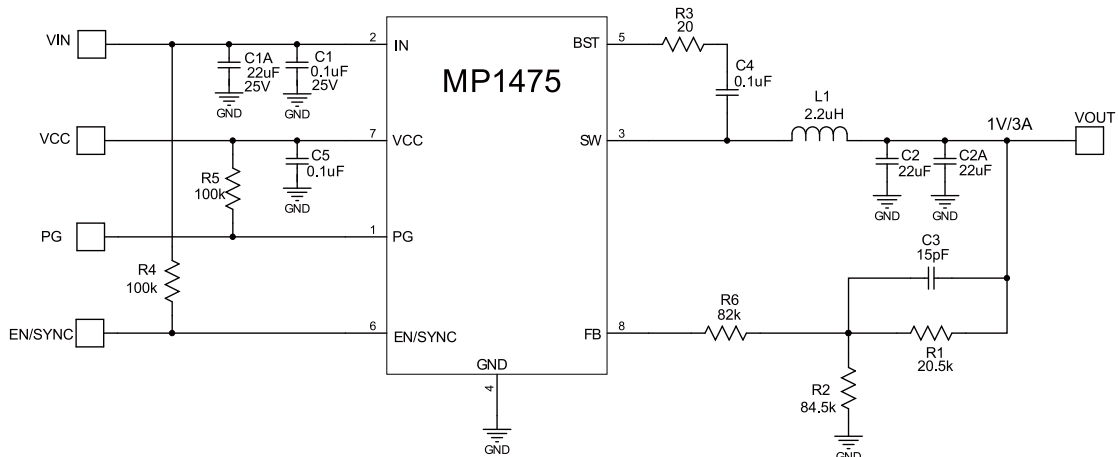 VIN
2
IN
C1A
22uF
25V
GND
C1
0.1uF
25V
GND
MP1475
BST
5
R3
20
C4
0.1uF
VCC
7
VCC
C5
0.1uF
GND
R5
100k
SW
3
L1
2.2uH
1V/3A
VOUT
C2
22uF
GND
C2A
22uF
GND
PG
1
PG
R4
100k
C3
15pF
EN/SYNC
6
EN/SYNC
FB
8
R6
82k
R1
20.5k
R2
84.5k
GND
GND
4
GND